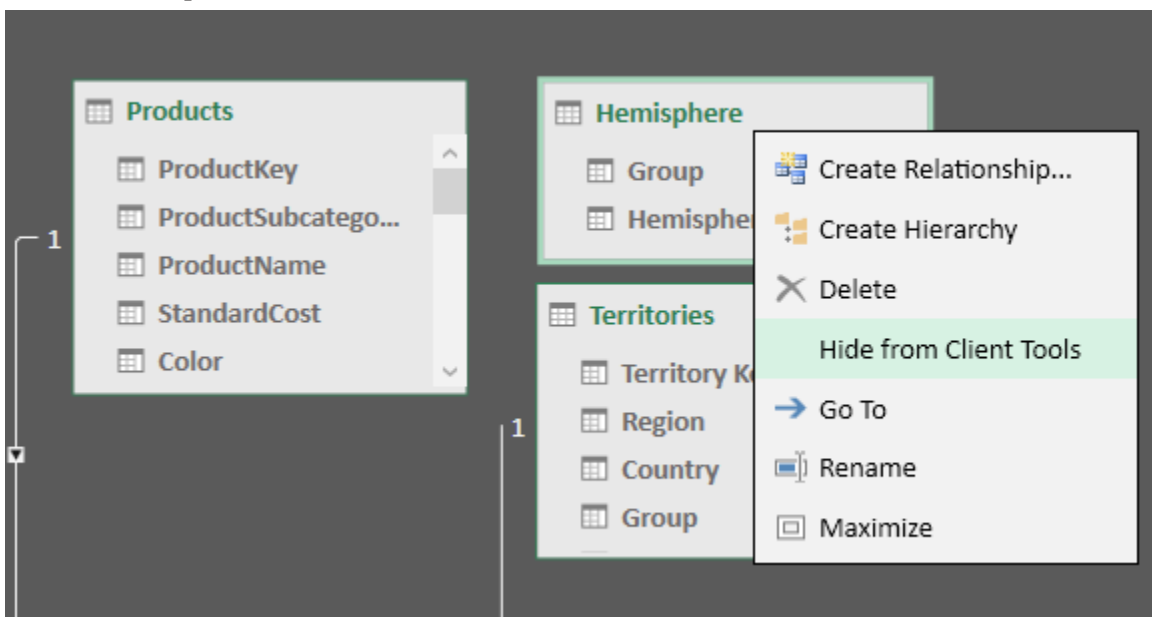 Products
ProductKey
ProductSubcatego...
ProductName
StandardCost
Color
1
Hemisphere
Group
Hemisphe
Territories
Territory K
Region
Country
Group
1
Create Relationship...
Create Hierarchy
Delete
Hide from Client Tools
Go To
Rename
Maximize